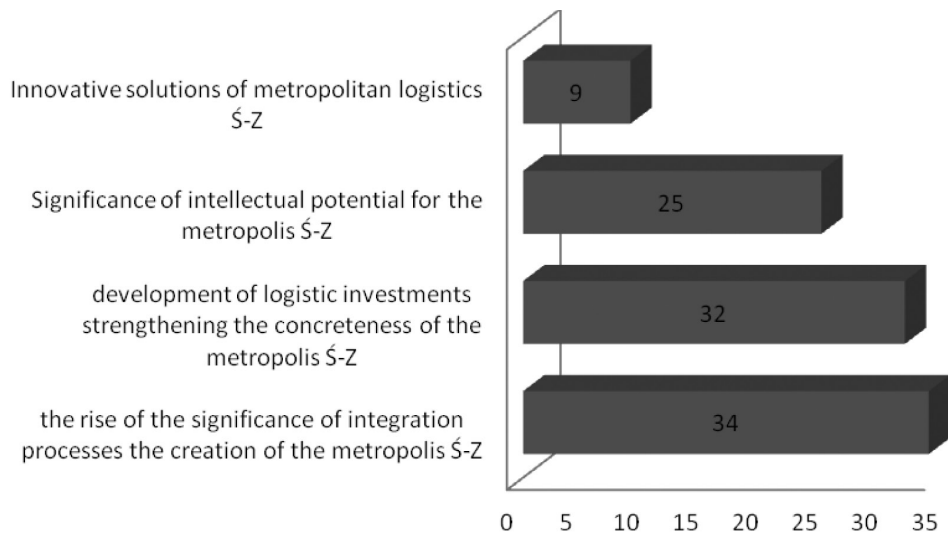 Innovative solutions of metropolitan logistics
Ś-Z
9
Significance of intellectual potential for the
metropolis Ś-Z
25
development of logistic investments
strengthening the concreteness of the
metropolis Ś-Z
32
the rise of the significance of integration
processes the creation of the metropolis Ś-Z
34
0 5 10 15 20 25 30 35